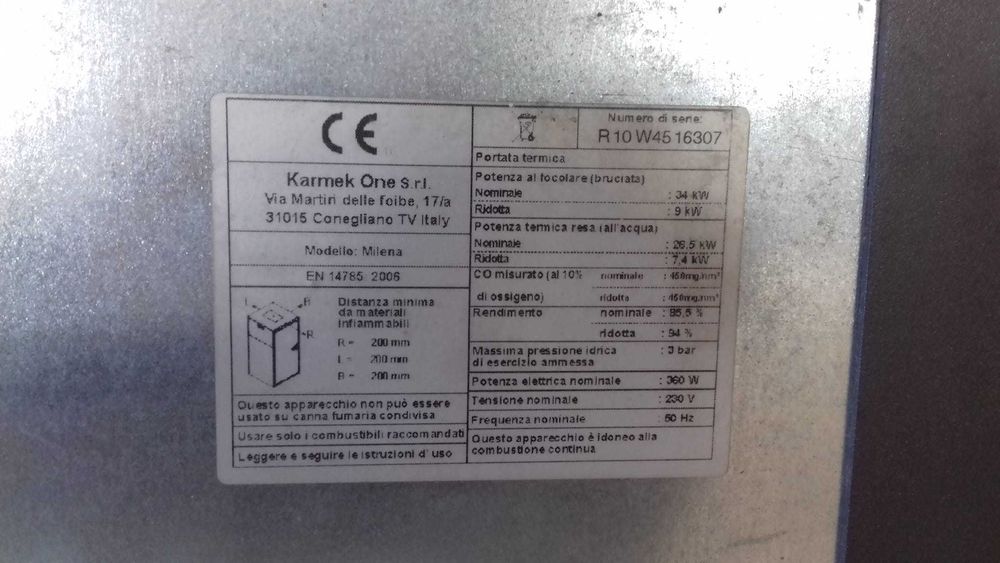 CE
Karmek One S.r.l.
Via Martiri delle foibe, 17/a
31015 Conegliano TV Italy
Modello: Milena
EN 14785 2006
L B R
Distanza minima
da materiali
infiammabili
R = 200 mm
L = 200 mm
B = 200 mm
Questo apparecchio non può essere
usato su canna fumaria condivisa
Usare solo i combustibili raccomandati
Leggere e seguire le istruzioni d' uso
Numero di serie:
R10 W45 16307
Portata termica
Potenza al focolare (bruciata)
Nominale : 34 kW
Ridotta : 9 kW
Potenza termica resa (all'acqua)
Nominale : 28.5 kW
Ridotta : 7,4 kW
CO misurato (al 10% nominale
di ossigeno) ridotta
Rendimento nominale : 85,5 %
ridotta : 94 %
Massima pressione idrica : 3 bar
di esercizio ammessa
Potenza elettrica nominale : 360 W
Tensione nominale : 230 V
Frequenza nominale : 50 Hz
Questo apparecchio è idoneo alla
combustione continua